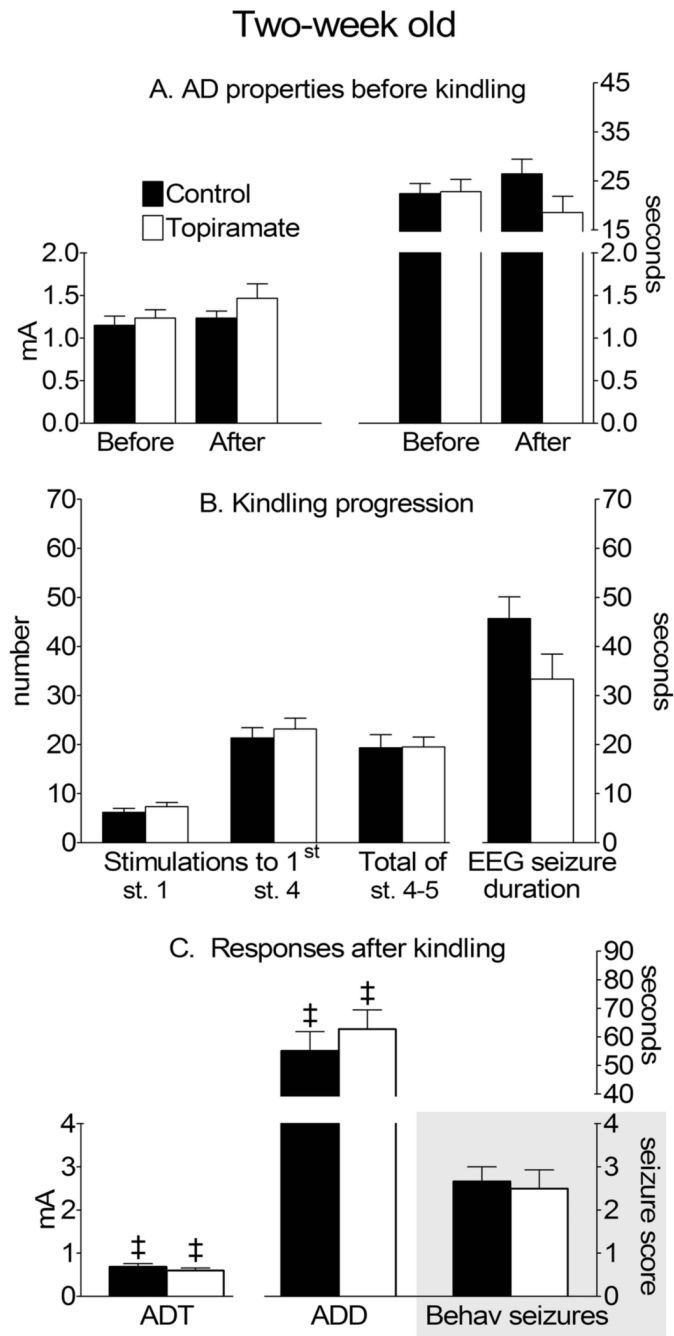 Two-week old
A. AD properties before kindling
Control
Topiramate
45
35
25
15
seconds
2.0
1.5
1.0
0.5
0.0
mA
2.0
1.5
1.0
0.5
0.0
Before After
Before After
B. Kindling progression
70
60
50
40
30
20
10
0
number
70
60
50
40
30
20
10
0
seconds
Stimulations to 1st
st. 1 st. 4
Total of
st. 4-5
EEG seizure
duration
C. Responses after kindling
90
80
70
60
50
40
seconds
‡ ‡
4
3
2
1
0
mA
‡ ‡
4
3
2
1
0
seizure score
ADT ADD Behav seizures